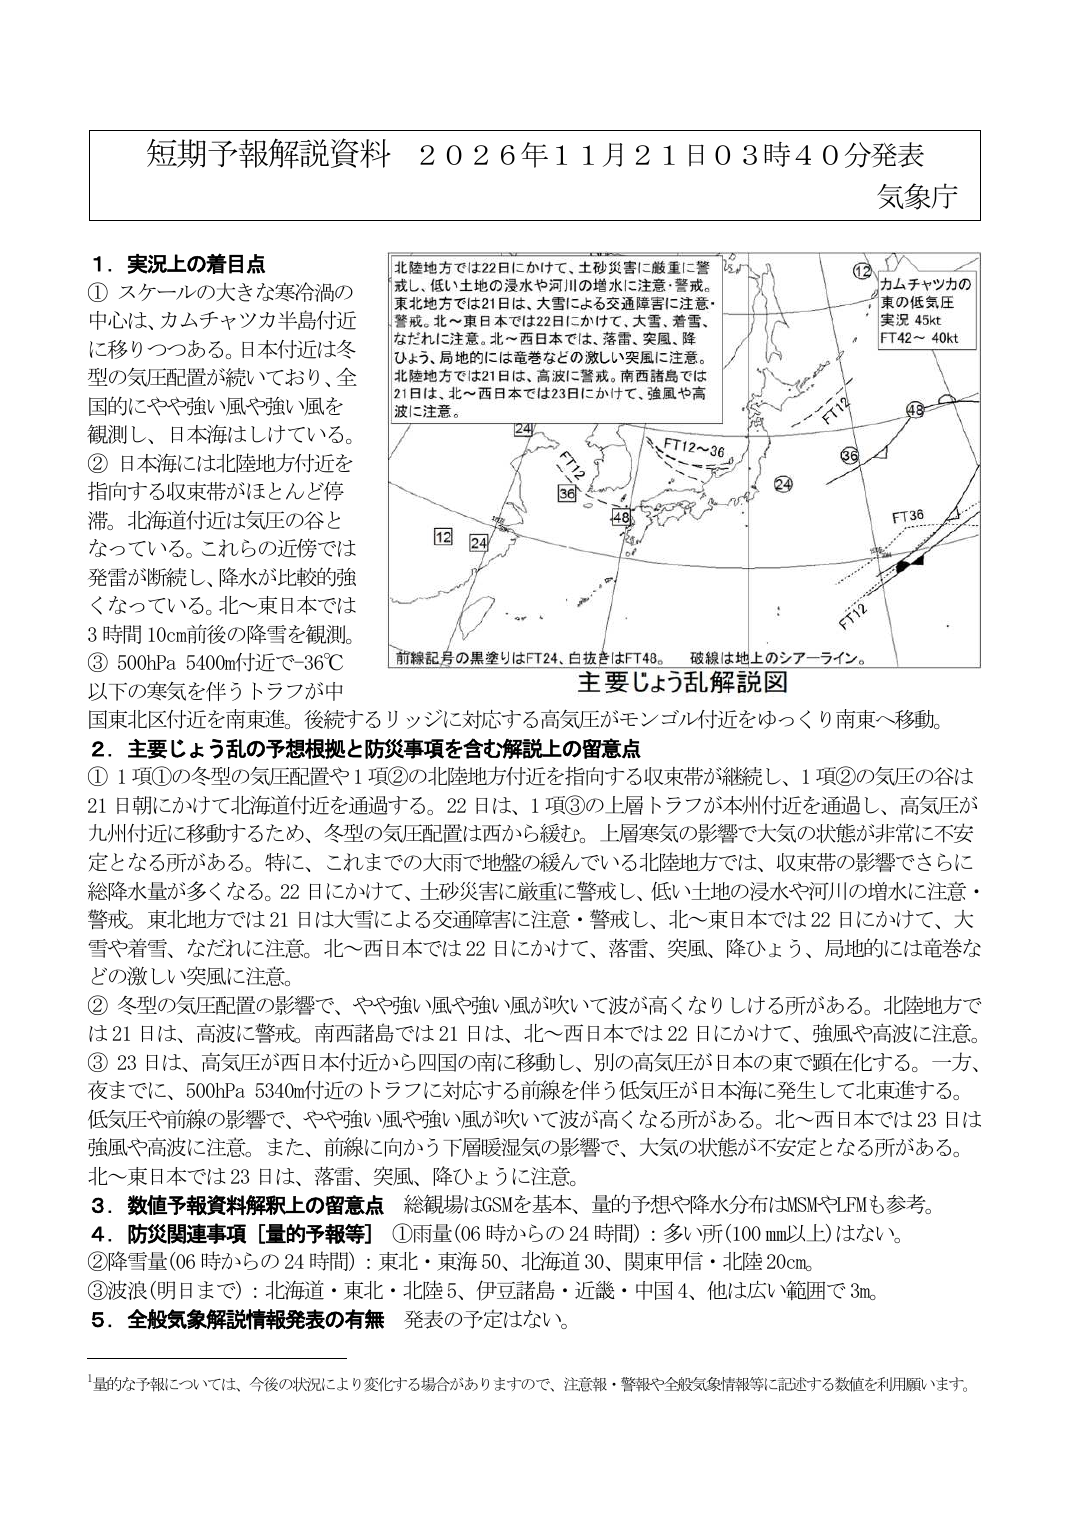 短期予報解説資料　２０２６年１１月２１日０３時４０分発表
気象庁
１．実況上の着目点
① スケールの大きな寒冷渦の
中心は、カムチャツカ半島付近
に移りつつある。日本付近は冬
型の気圧配置が続いており、全
国的にやや強い風や強い風を
観測し、日本海はしけている。
② 日本海には北陸地方付近を
指向する収束帯がほとんど停
滞。北海道付近は気圧の谷と
なっている。これらの近傍では
発雷が断続し、降水が比較的強
くなっている。北～東日本では
3 時間 10cm前後の降雪を観測。
③ 500hPa 5400m付近で-36℃
以下の寒気を伴うトラフが中
国東北区付近を南東進。後続するリッジに対応する高気圧がモンゴル付近をゆっくり南東へ移動。
北陸地方では22日にかけて、土砂災害に厳重に警
戒し、低い土地の浸水や河川の増水に注意・警戒。
東北地方では21日は、大雪による交通障害に注意・
警戒。北～東日本では22日にかけて、大雪、着雪、
なだれに注意。北～西日本では、落雷、突風、降
ひょう、局地的には竜巻などの激しい突風に注意。
北陸地方では21日は、高波に警戒。南西諸島では
21日は、北～西日本では23日にかけて、強風や高
波に注意。
12
カムチャツカの
東の低気圧
実況 45kt
FT42～ 40kt
FT12
48
24
FT12～36
36
FT12
36
24
48
FT36
12
24
FT12
前線記号の黒塗りはFT24、白抜きはFT48。　破線は地上のシアーライン。
主要じょう乱解説図
２．主要じょう乱の予想根拠と防災事項を含む解説上の留意点
① 1 項①の冬型の気圧配置や 1 項②の北陸地方付近を指向する収束帯が継続し、1 項②の気圧の谷は
21 日朝にかけて北海道付近を通過する。22 日は、1 項③の上層トラフが本州付近を通過し、高気圧が
九州付近に移動するため、冬型の気圧配置は西から緩む。上層寒気の影響で大気の状態が非常に不安
定となる所がある。特に、これまでの大雨で地盤の緩んでいる北陸地方では、収束帯の影響でさらに
総降水量が多くなる。22 日にかけて、土砂災害に厳重に警戒し、低い土地の浸水や河川の増水に注意・
警戒。東北地方では 21 日は大雪による交通障害に注意・警戒し、北～東日本では 22 日にかけて、大
雪や着雪、なだれに注意。北～西日本では 22 日にかけて、落雷、突風、降ひょう、局地的には竜巻な
どの激しい突風に注意。
② 冬型の気圧配置の影響で、やや強い風や強い風が吹いて波が高くなりしける所がある。北陸地方で
は 21 日は、高波に警戒。南西諸島では 21 日は、北～西日本では 22 日にかけて、強風や高波に注意。
③ 23 日は、高気圧が西日本付近から四国の南に移動し、別の高気圧が日本の東で顕在化する。一方、
夜までに、500hPa 5340m付近のトラフに対応する前線を伴う低気圧が日本海に発生して北東進する。
低気圧や前線の影響で、やや強い風や強い風が吹いて波が高くなる所がある。北～西日本では 23 日は
強風や高波に注意。また、前線に向かう下層暖湿気の影響で、大気の状態が不安定となる所がある。
北～東日本では 23 日は、落雷、突風、降ひょうに注意。
３．数値予報資料解釈上の留意点　総観場はGSMを基本、量的予想や降水分布はMSMやLFMも参考。
４．防災関連事項［量的予報等］　①雨量(06 時からの 24 時間)：多い所(100 mm以上)はない。
②降雪量(06 時からの 24 時間)：東北・東海 50、北海道 30、関東甲信・北陸 20cm。
③波浪(明日まで)：北海道・東北・北陸 5、伊豆諸島・近畿・中国 4、他は広い範囲で 3m。
５．全般気象解説情報発表の有無　発表の予定はない。
1量的な予報については、今後の状況により変化する場合がありますので、注意報・警報や全般気象情報等に記述する数値を利用願います。